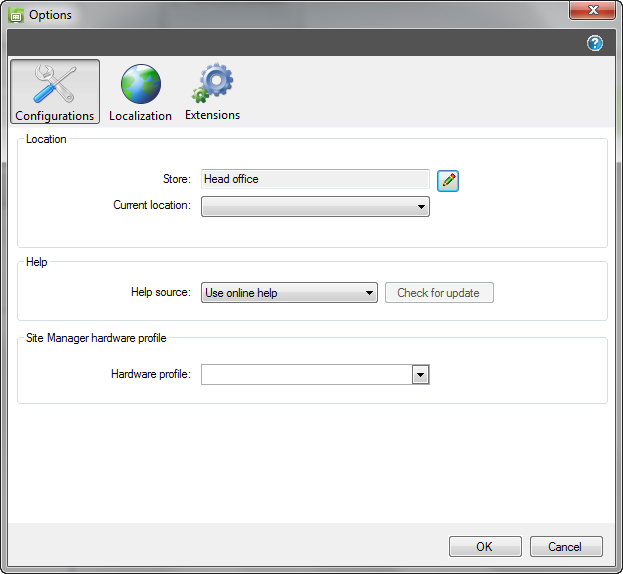 Options
Configurations
Localization
Extensions
Location
Store: Head office
Current location:
Help
Help source: Use online help Check for update
Site Manager hardware profile
Hardware profile:
OK Cancel